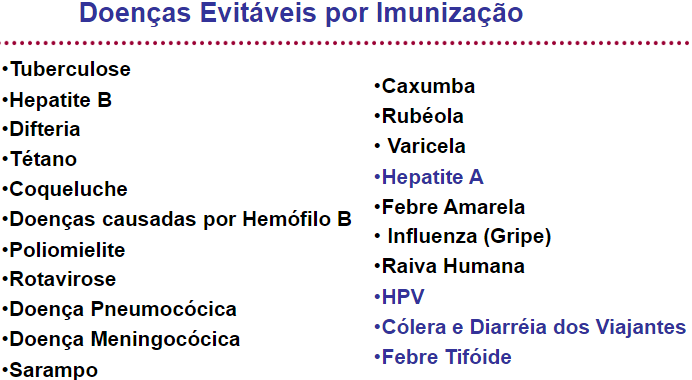 Doenças Evitáveis por Imunização
•Tuberculose
•Hepatite B
•Difteria
•Tétano
•Coqueluche
•Doenças causadas por Hemófilo B
•Poliomielite
•Rotavirose
•Doença Pneumocócica
•Doença Meningocócica
•Sarampo
•Caxumba
•Rubéola
• Varicela
•Hepatite A
•Febre Amarela
• Influenza (Gripe)
•Raiva Humana
•HPV
•Cólera e Diarréia dos Viajantes
•Febre Tifóide